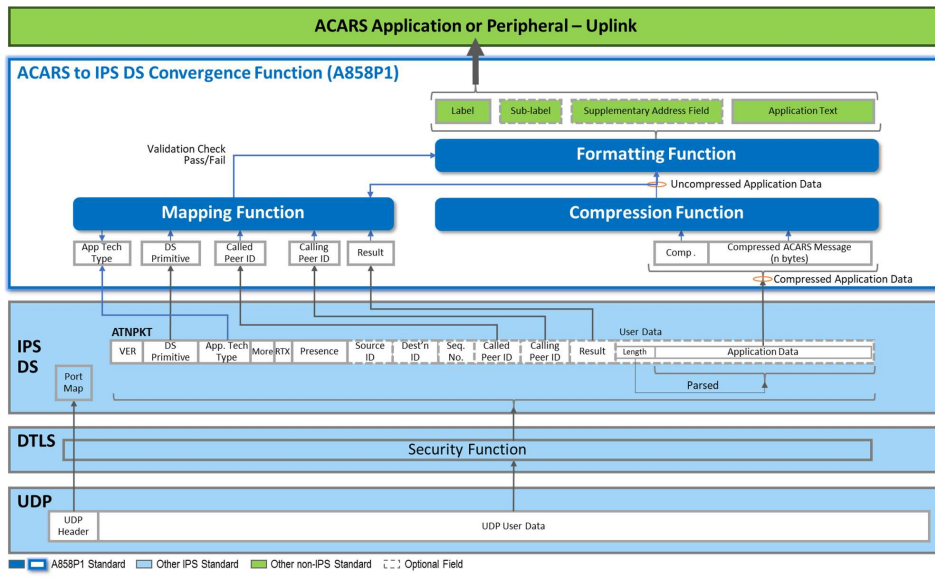 ACARS Application or Peripheral – Uplink
ACARS to IPS DS Convergence Function (A858P1)
Label
Sub-label
Supplementary Address Field
Application Text
Validation Check
Pass/Fail
Formatting Function
Uncompressed Application Data
Mapping Function
Compression Function
App Tech
Type
DS
Primitive
Called
Peer ID
Calling
Peer ID
Result
Comp .
Compressed ACARS Message
(n bytes)
Compressed Application Data
IPS
DS
ATNPKT
User Data
VER
DS
Primitive
App. Tech
Type
More
RTX
Presence
Source
ID
Dest'n
ID
Seq.
No.
Called
Peer ID
Calling
Peer ID
Result
Length
Application Data
Port
Map
Parsed
DTLS
Security Function
UDP
UDP
Header
UDP User Data
A858P1 Standard
Other IPS Standard
Other non-IPS Standard
Optional Field